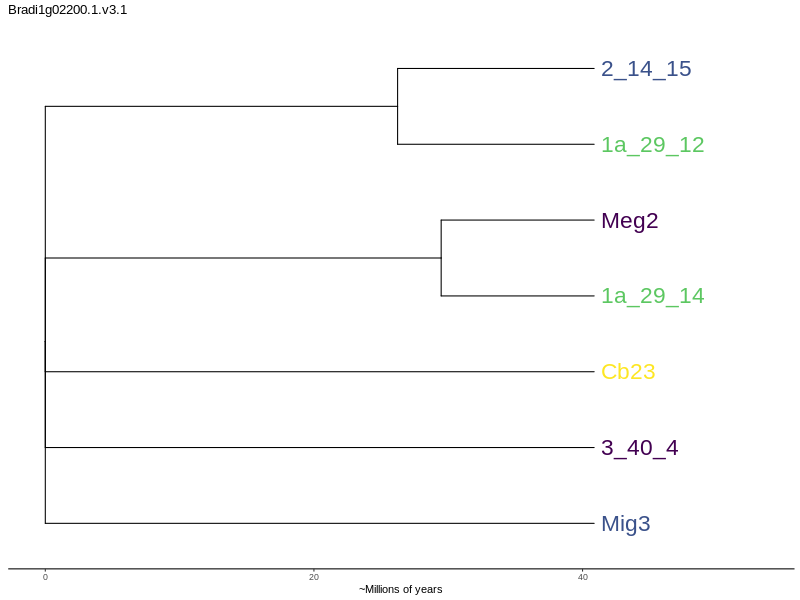 Bradi1g02200.1.v3.1
2_14_15
1a_29_12
Meg2
1a_29_14
Cb23
3_40_4
Mig3
0 20 40
~Millions of years